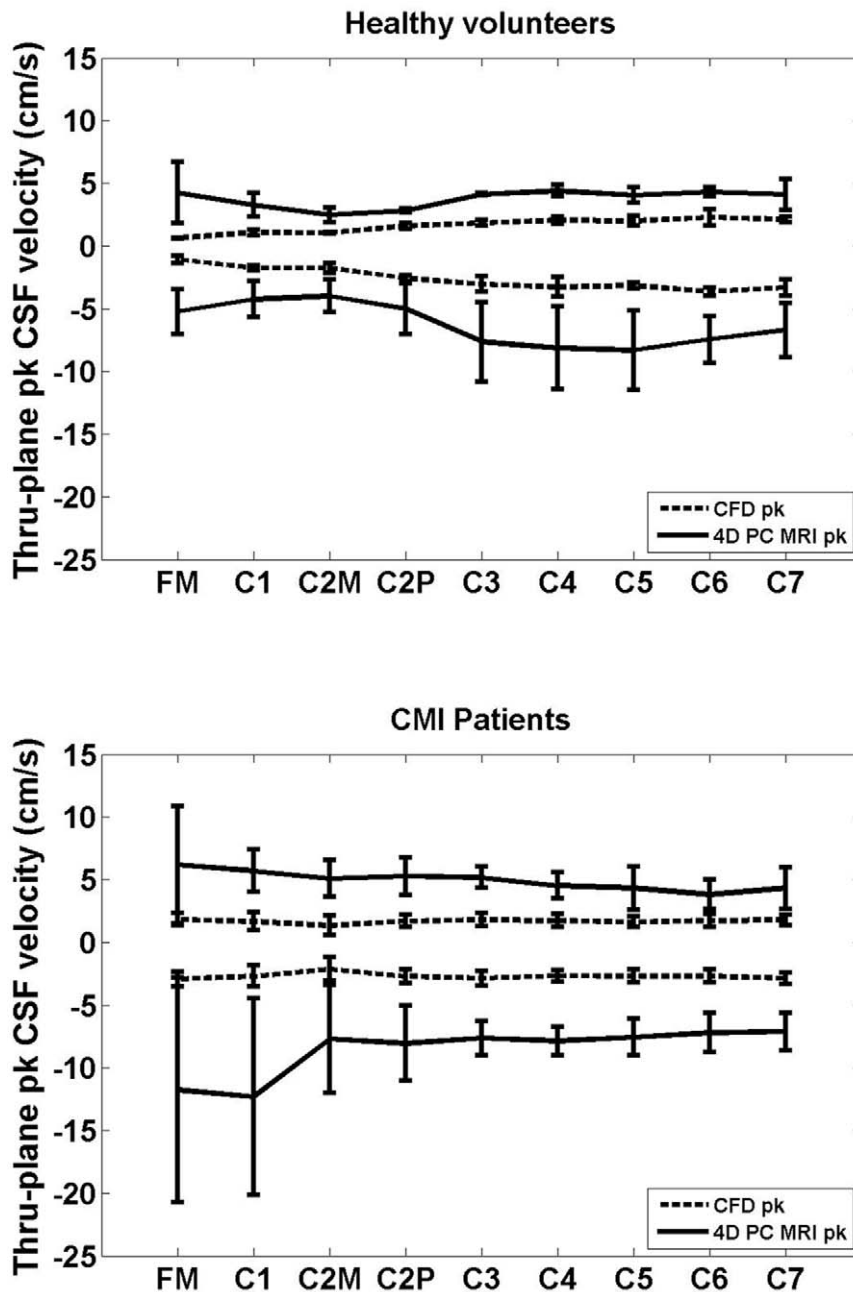 Healthy volunteers
Thru-plane pk CSF velocity (cm/s)
15
10
5
0
-5
-10
-15
-20
-25
CFD pk
4D PC MRI pk
FM C1 C2M C2P C3 C4 C5 C6 C7
CMI Patients
Thru-plane pk CSF velocity (cm/s)
15
10
5
0
-5
-10
-15
-20
-25
CFD pk
4D PC MRI pk
FM C1 C2M C2P C3 C4 C5 C6 C7